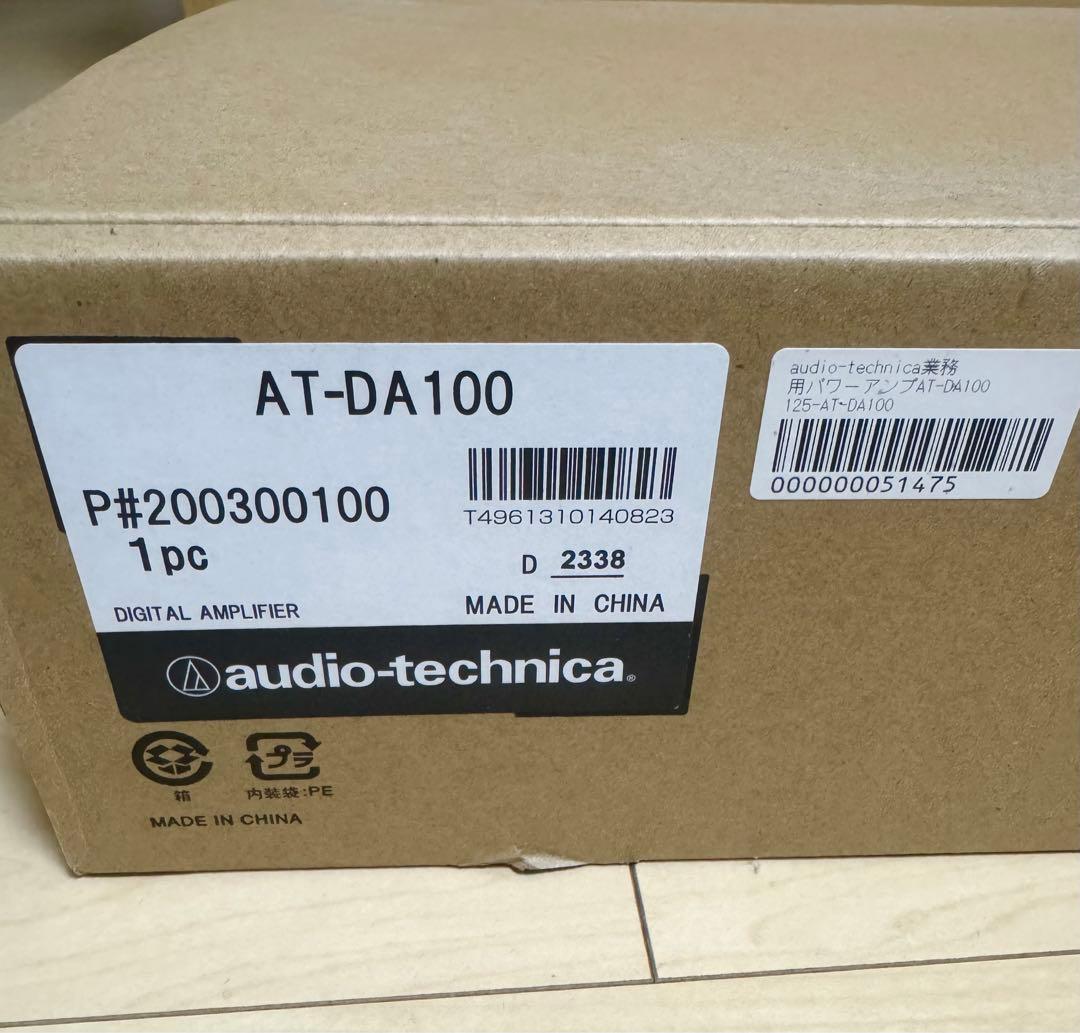 AT-DA100
P#200300100
1pc
T4961310140823
D 2338
DIGITAL AMPLIFIER
MADE IN CHINA
audio-technica®
audio-technica業務
用パワーアンプAT-DA100
125-AT-DA100
000000051475
プラ
箱
内装袋:PE
MADE IN CHINA